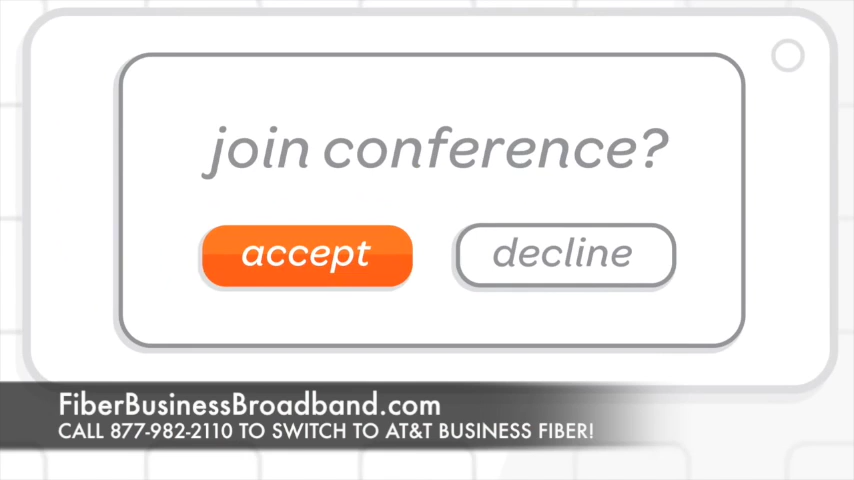 join conference?
accept
decline
FiberBusinessBroadband.com
CALL 877-982-2110 TO SWITCH TO AT&T BUSINESS FIBER!